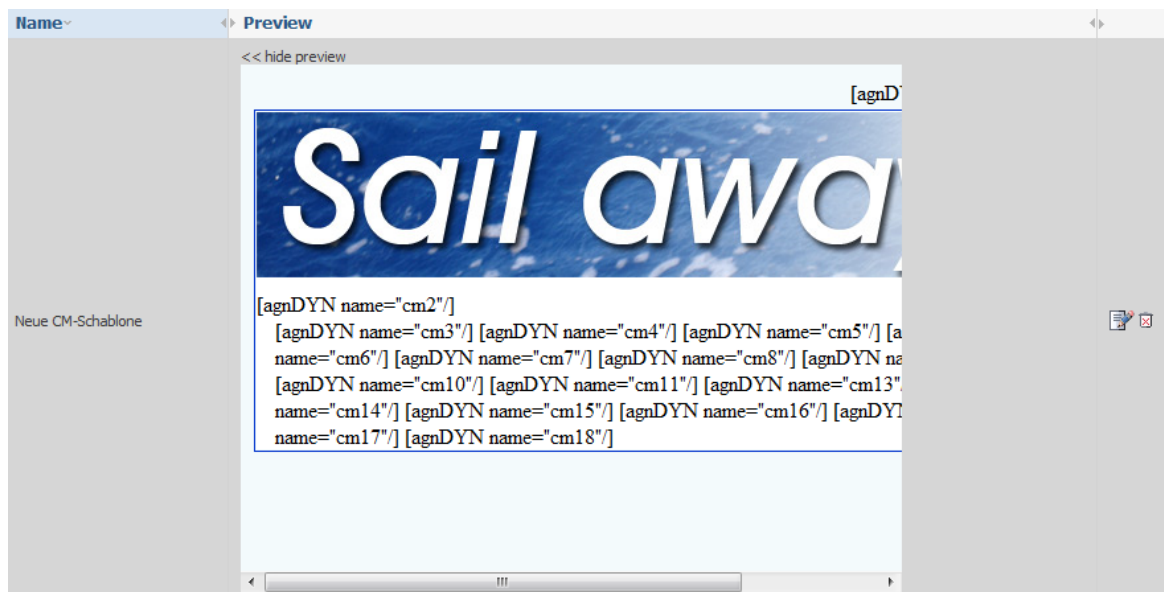 Name Preview
<< hide preview
[agnD
Sail away
Neue CM-Schablone
[agnDYN name="cm2"/]
[agnDYN name="cm3"/] [agnDYN name="cm4"/] [agnDYN name="cm5"/] [a
name="cm6"/] [agnDYN name="cm7"/] [agnDYN name="cm8"/] [agnDYN na
[agnDYN name="cm10"/] [agnDYN name="cm11"/] [agnDYN name="cm13"
name="cm14"/] [agnDYN name="cm15"/] [agnDYN name="cm16"/] [agnDY
name="cm17"/] [agnDYN name="cm18"/]